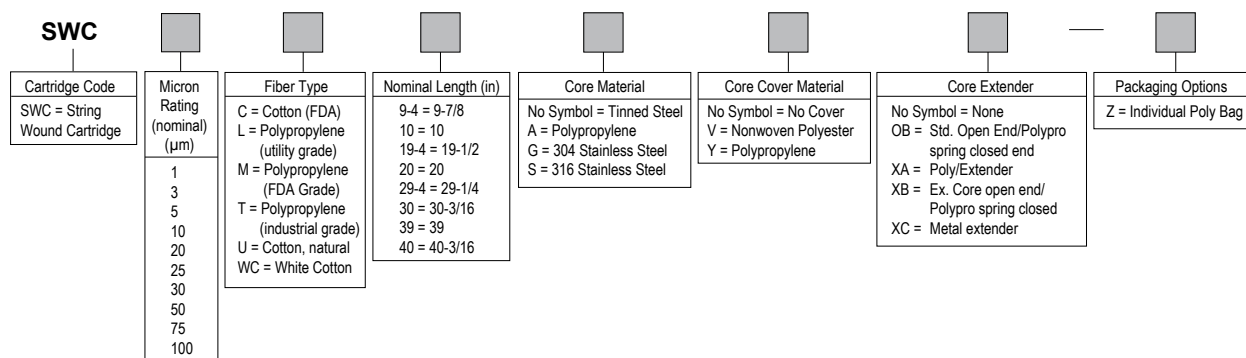 SWC
Cartridge Code
SWC = String
Wound Cartridge
Micron
Rating
(nominal)
(µm)
1
3
5
10
20
25
30
50
75
100
Fiber Type
C = Cotton (FDA)
L = Polypropylene
(utility grade)
M = Polypropylene
(FDA Grade)
T = Polypropylene
(industrial grade)
U = Cotton, natural
WC = White Cotton
Nominal Length (in)
9-4 = 9-7/8
10 = 10
19-4 = 19-1/2
20 = 20
29-4 = 29-1/4
30 = 30-3/16
39 = 39
40 = 40-3/16
Core Material
No Symbol = Tinned Steel
A = Polypropylene
G = 304 Stainless Steel
S = 316 Stainless Steel
Core Cover Material
No Symbol = No Cover
V = Nonwoven Polyester
Y = Polypropylene
Core Extender
No Symbol = None
OB = Std. Open End/Polypro
spring closed end
XA = Poly/Extender
XB = Ex. Core open end/
Polypro spring closed
XC = Metal extender
—
Packaging Options
Z = Individual Poly Bag